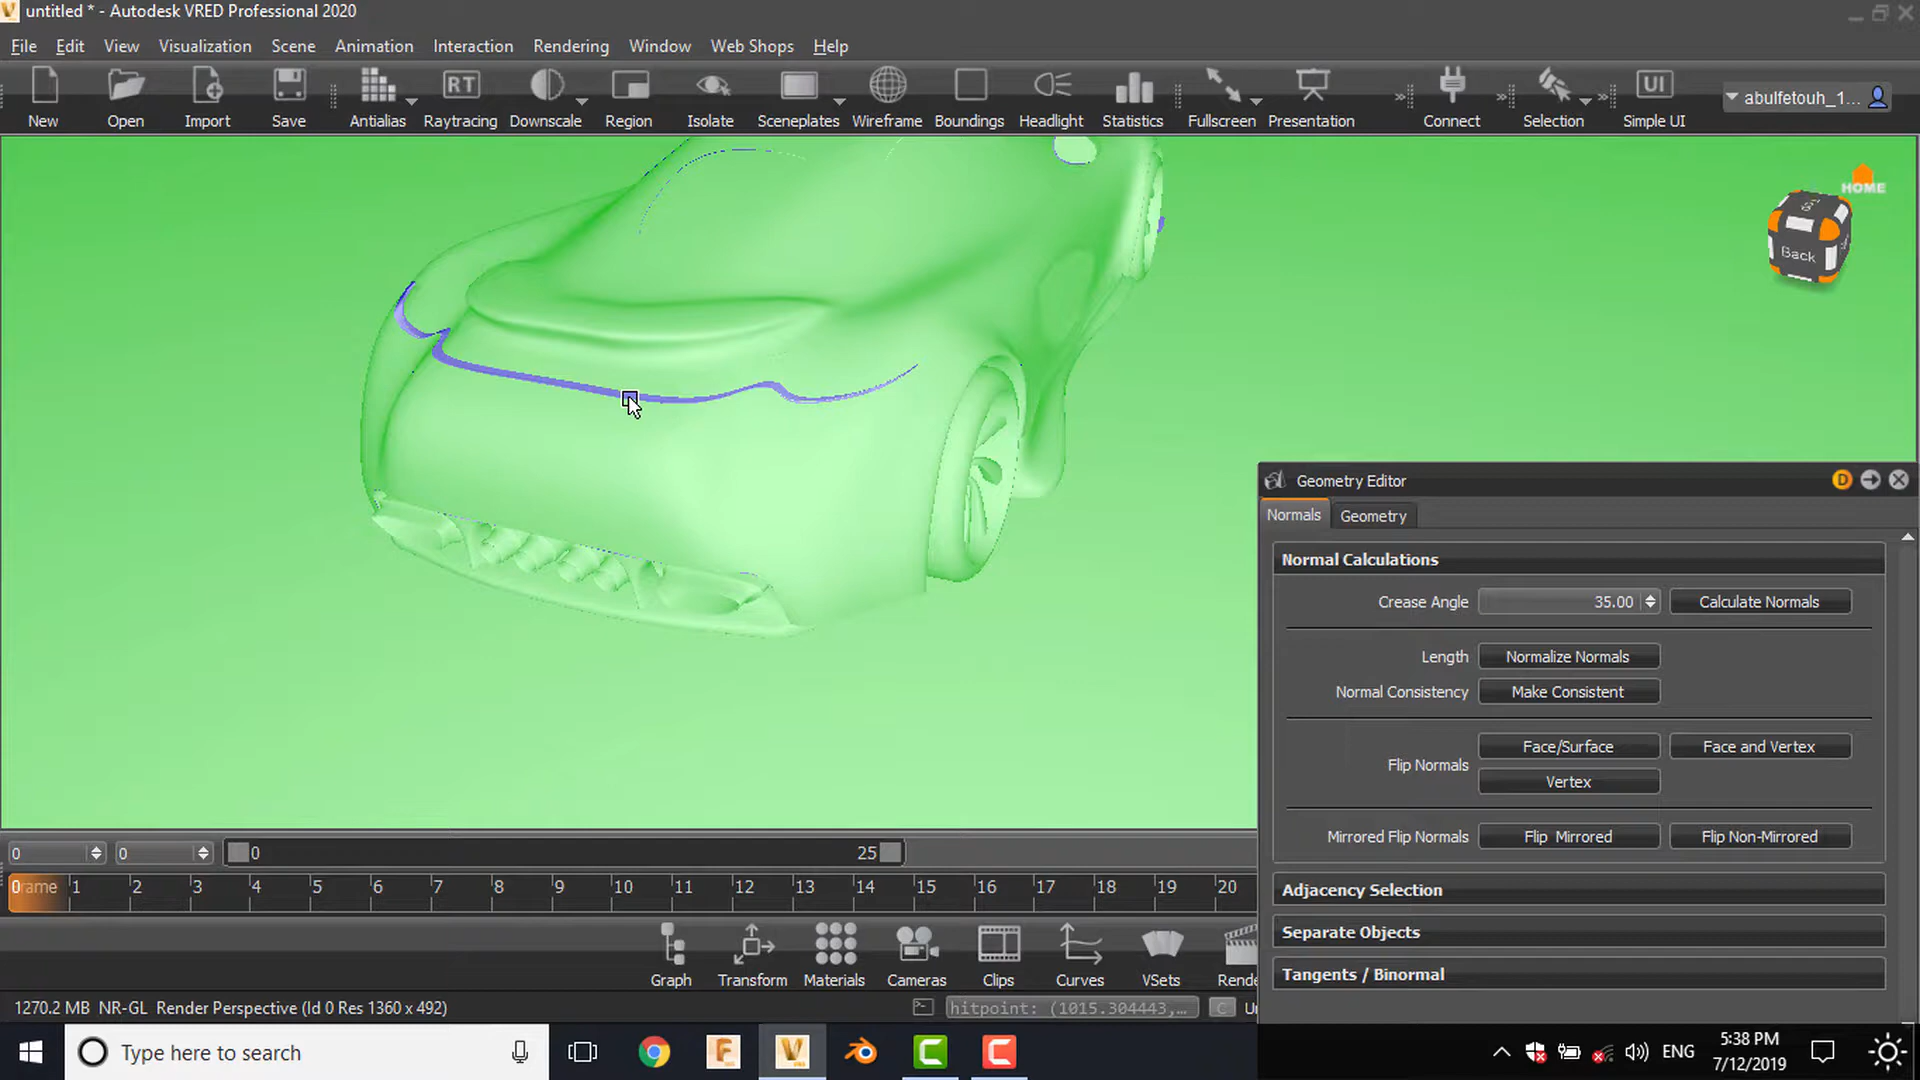 untitled * - Autodesk VRED Professional 2020
File Edit View Visualization Scene Animation Interaction Rendering Window Web Shops Help
RT UI
abulfetouh_1...
New Open Import Save Antialias Raytracing Downscale Region Isolate Sceneplates Wireframe Boundings Headlight Statistics Fullscreen Presentation Connect Selection Simple UI
HOME
Back
Geometry Editor
D
Normals Geometry
Normal Calculations
Crease Angle 35.00 Calculate Normals
Length Normalize Normals
Normal Consistency Make Consistent
Flip Normals Face/Surface Face and Vertex
Vertex
Mirrored Flip Normals Flip Mirrored Flip Non-Mirrored
Adjacency Selection
Separate Objects
Tangents / Binormal
0 0 0 25
0 rame 1 2 3 4 5 6 7 8 9 10 11 12 13 14 15 16 17 18 19 20
Graph Transform Materials Cameras Clips Curves VSets Rende
1270.2 MB NR-GL Render Perspective (Id 0 Res 1360 x 492)
hitpoint: (1015.304443,... C Un
Type here to search
ENG
5:38 PM
7/12/2019